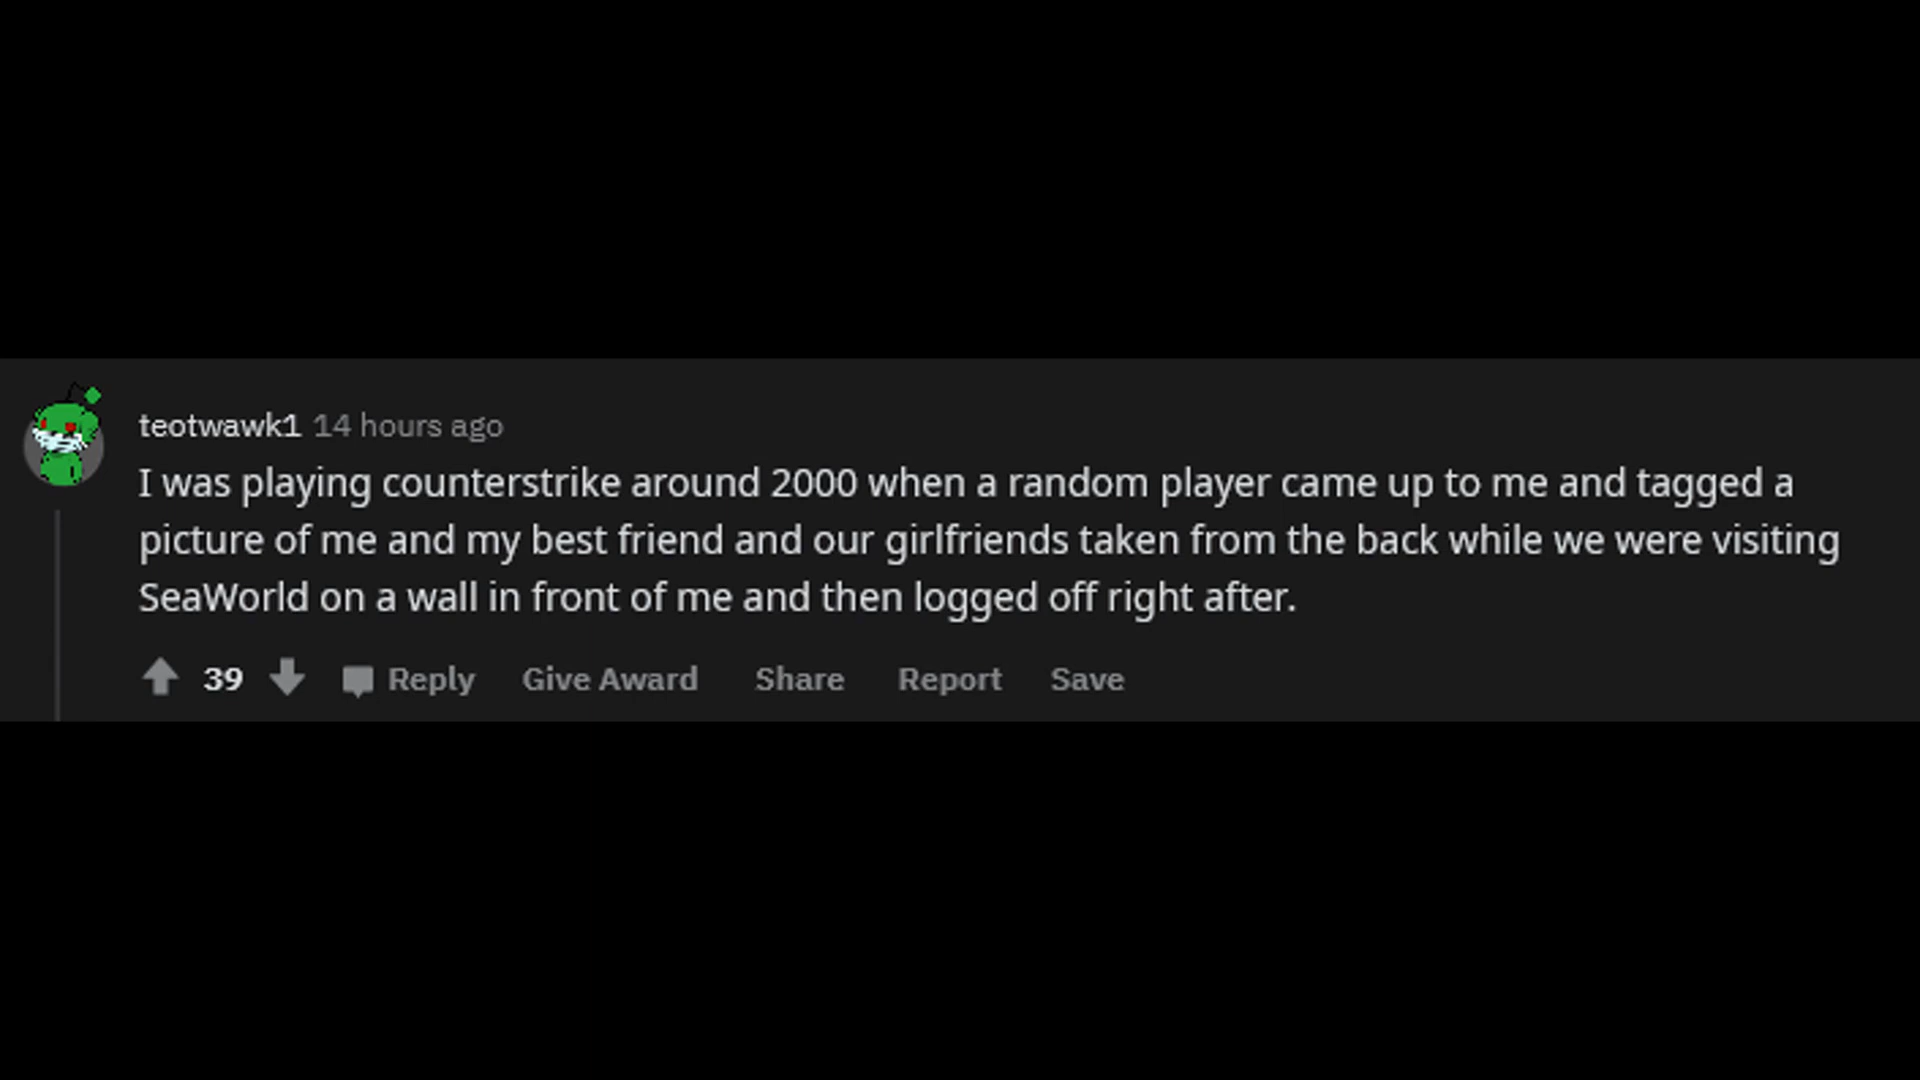 teotwawk1 14 hours ago
I was playing counterstrike around 2000 when a random player came up to me and tagged a
picture of me and my best friend and our girlfriends taken from the back while we were visiting
SeaWorld on a wall in front of me and then logged off right after.
39 Reply Give Award Share Report Save